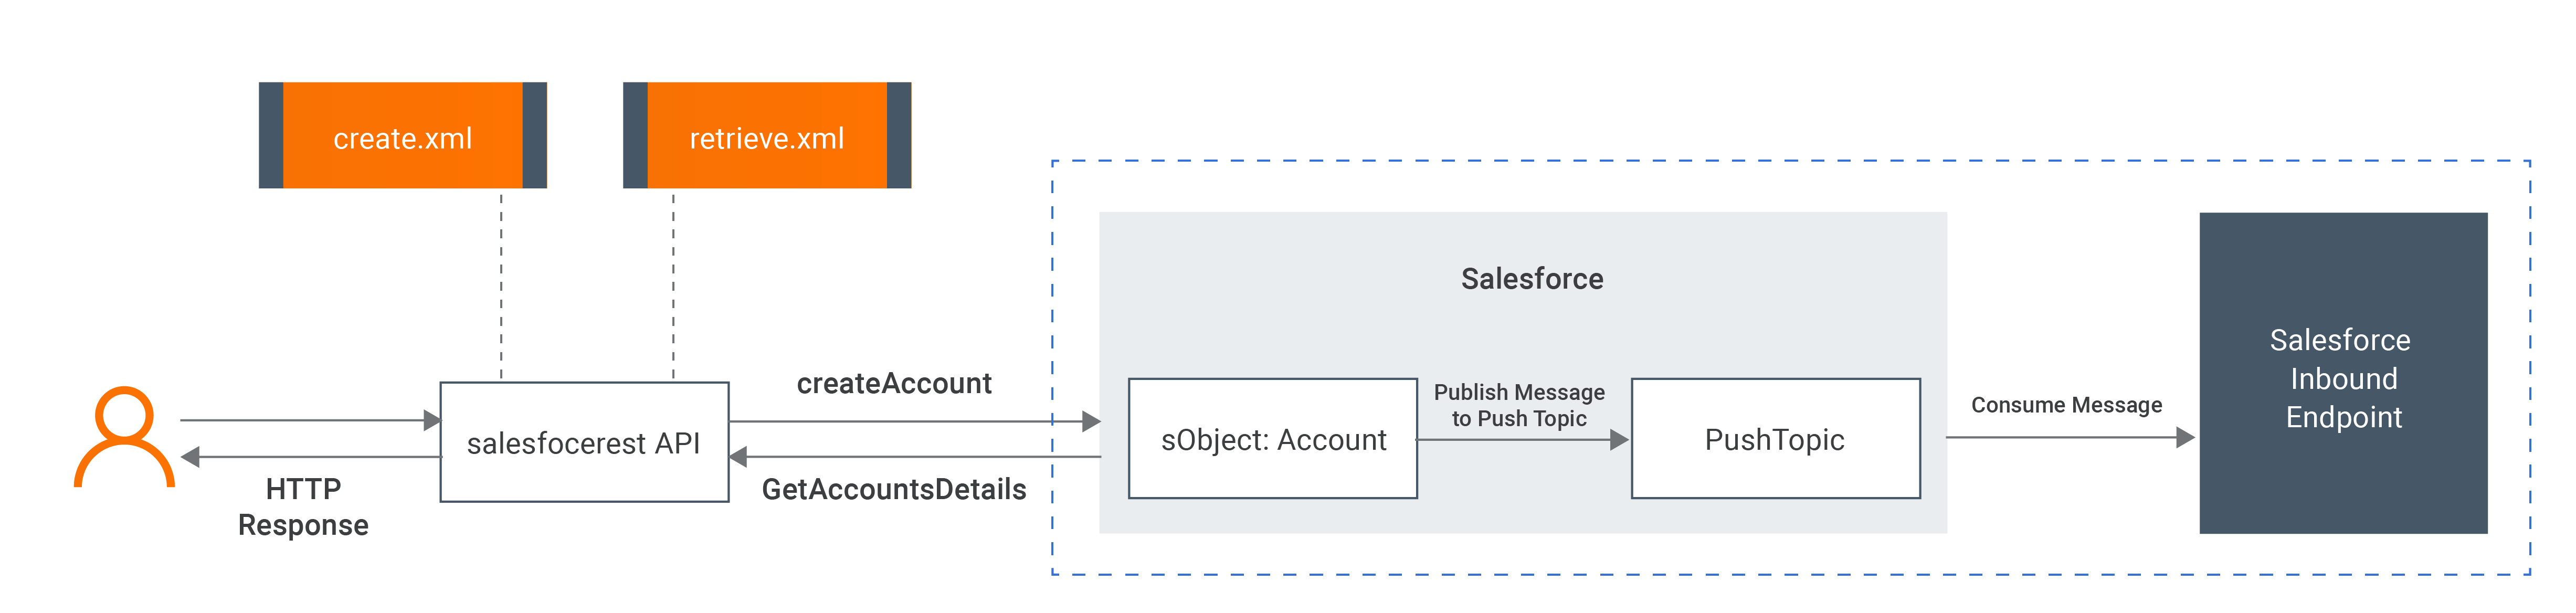 create.xml
retrieve.xml
Salesforce
Salesforce
Inbound
Endpoint
createAccount
Publish Message
to Push Topic
Consume Message
salesfocerest API
sObject: Account
PushTopic
HTTP
Response
GetAccountsDetails